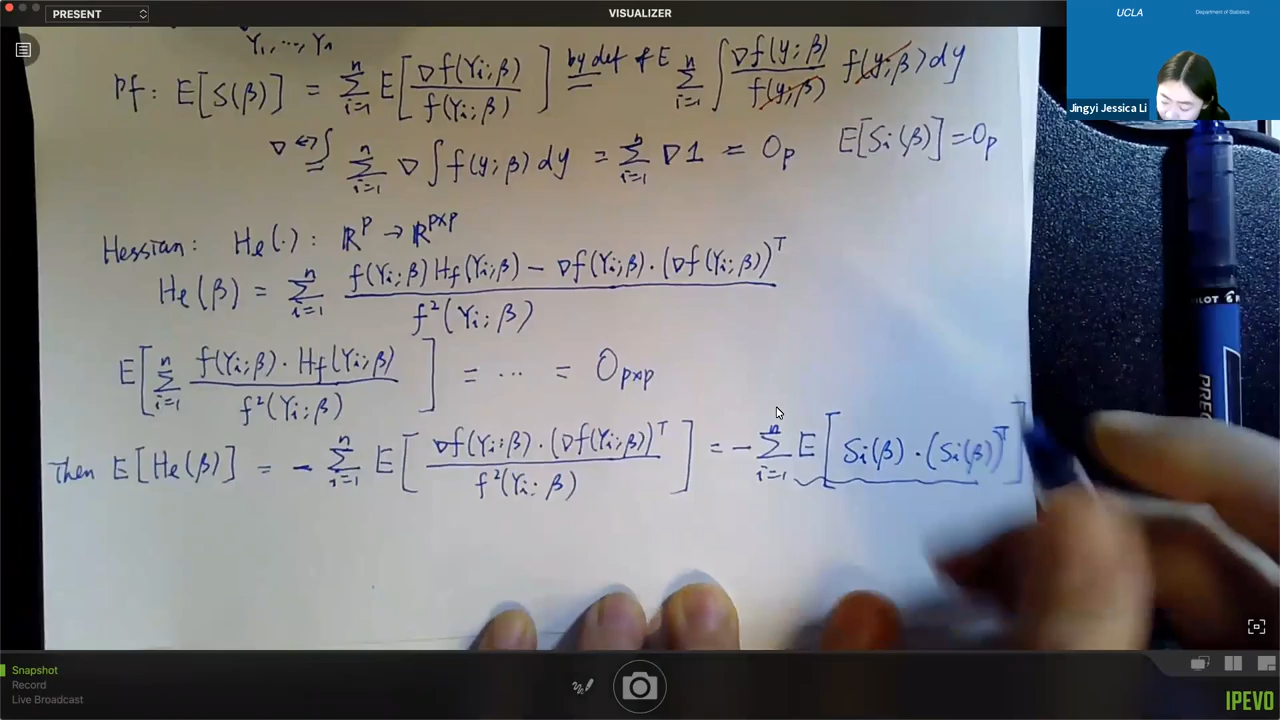 PRESENT
VISUALIZER
UCLA
Department of Statistics
Jingyi Jessica Li
Y₁, ..., Yₙ
Pf: E[S(β)] = Σᵢ₌₁ⁿ E[∇f(Yᵢ;β) / f(Yᵢ;β)] by def of E = Σᵢ₌₁ⁿ ∫ ∇f(y;β) / f(y;β) f(y;β) dy
∇ ↔ ∫ = Σᵢ₌₁ⁿ ∇ ∫ f(y;β) dy = Σᵢ₌₁ⁿ ∇1 = 0ₚ E[Sᵢ(β)] = 0ₚ
Hessian: Hℓ(·): ℝᵖ → ℝᵖˣᵖ
Hℓ(β) = Σᵢ₌₁ⁿ f(Yᵢ;β) Hf(Yᵢ;β) − ∇f(Yᵢ;β)·(∇f(Yᵢ;β))ᵀ / f²(Yᵢ;β)
E[Σᵢ₌₁ⁿ f(Yᵢ;β)·Hf(Yᵢ;β) / f²(Yᵢ;β)] = ... = 0ₚₓₚ
Then E[Hℓ(β)] = − Σᵢ₌₁ⁿ E[∇f(Yᵢ;β)·(∇f(Yᵢ;β))ᵀ / f²(Yᵢ;β)] = − Σᵢ₌₁ⁿ E[Sᵢ(β)·(Sᵢ(β))ᵀ]
PILOT
Snapshot
Record
Live Broadcast
IPEVO